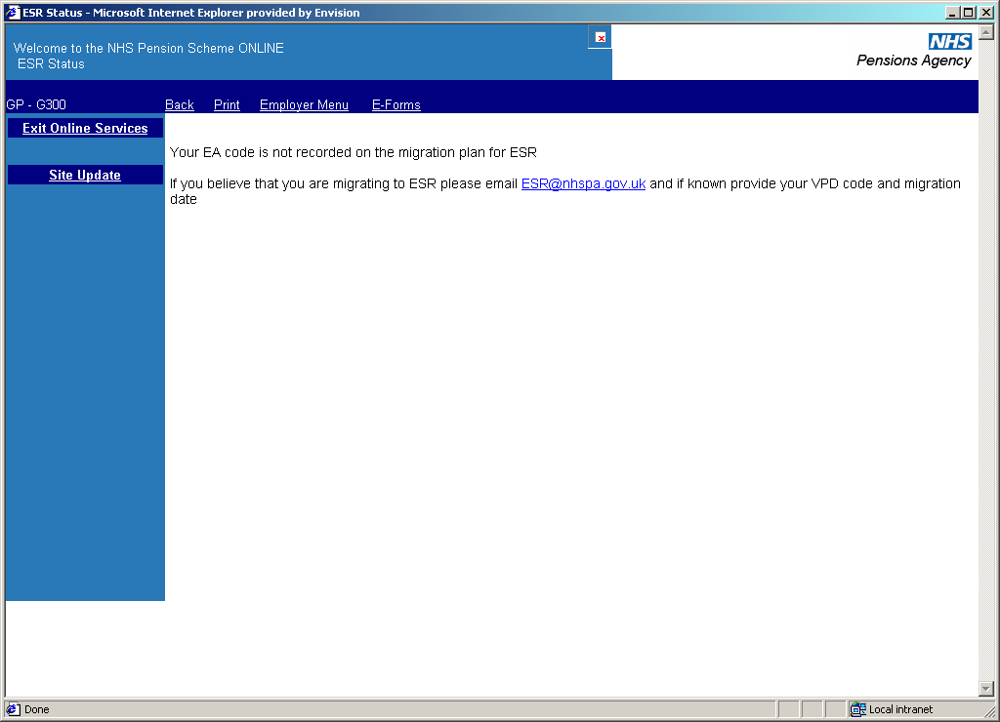 ESR Status - Microsoft Internet Explorer provided by Envision
Welcome to the NHS Pension Scheme ONLINE
ESR Status
NHS
Pensions Agency
GP - G300 Back Print Employer Menu E-Forms
Exit Online Services
Site Update
Your EA code is not recorded on the migration plan for ESR
If you believe that you are migrating to ESR please email ESR@nhspa.gov.uk and if known provide your VPD code and migration
date
Done Local intranet